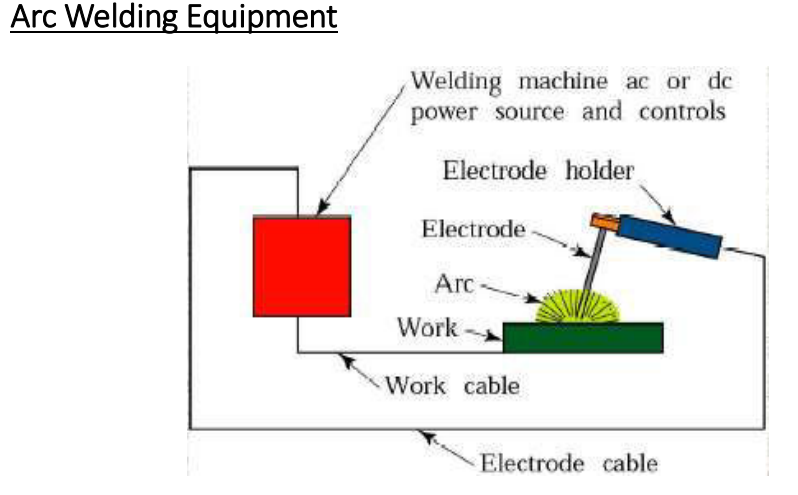 Arc Welding Equipment
Welding machine ac or dc
power source and controls
Electrode holder
Electrode
Arc
Work
Work cable
Electrode cable